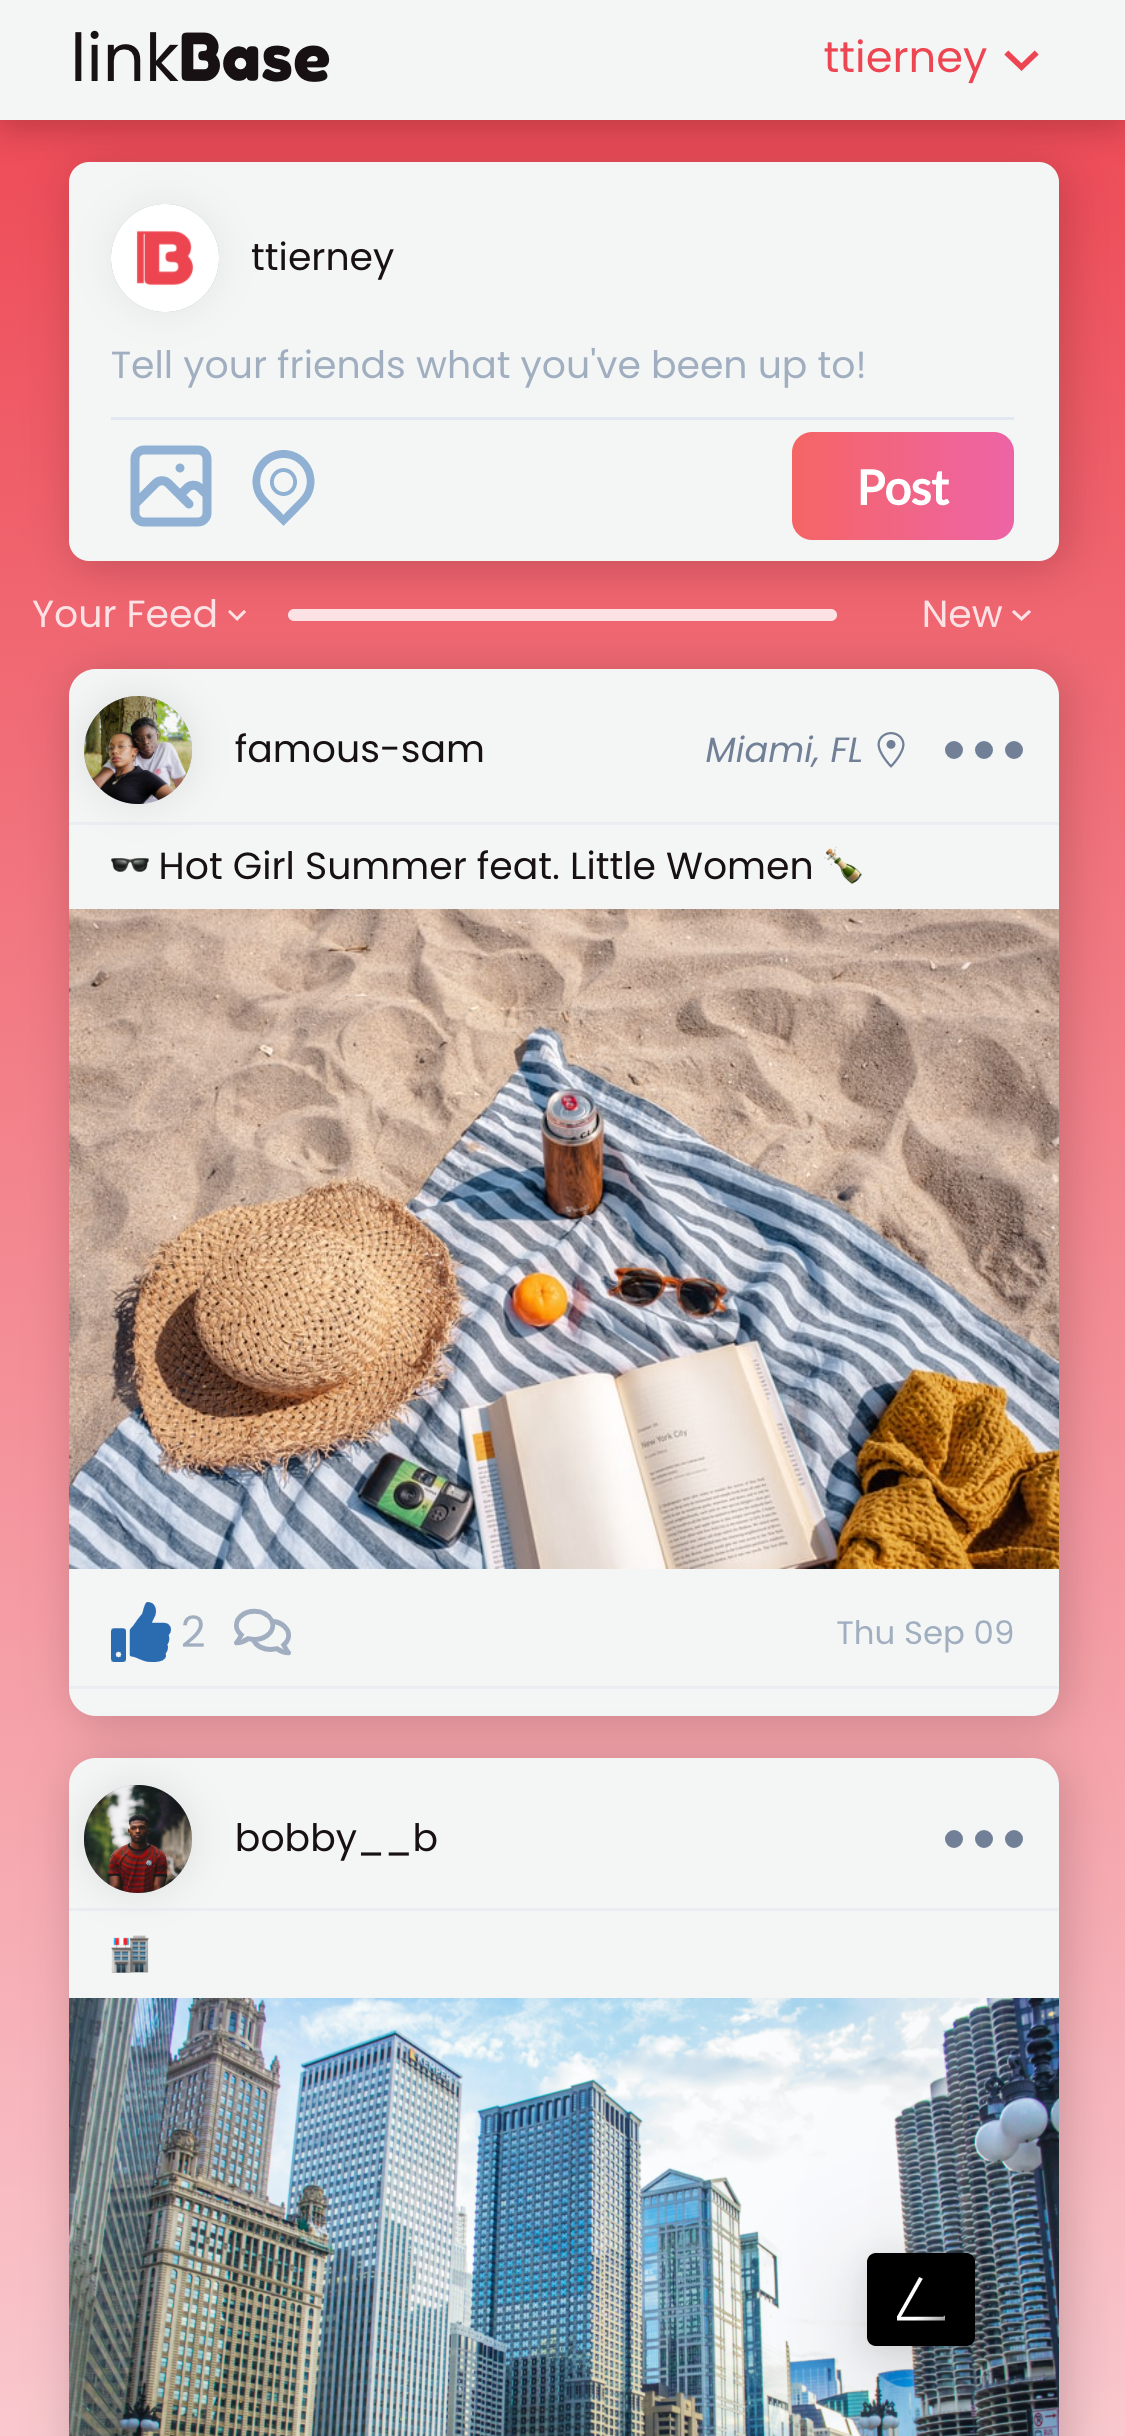 linkBase
ttierney
ttierney
Tell your friends what you've been up to!
Post
Your Feed
New
famous-sam
Miami, FL
🕶️ Hot Girl Summer feat. Little Women 🍾
New York City
2
Thu Sep 09
bobby__b
🏬